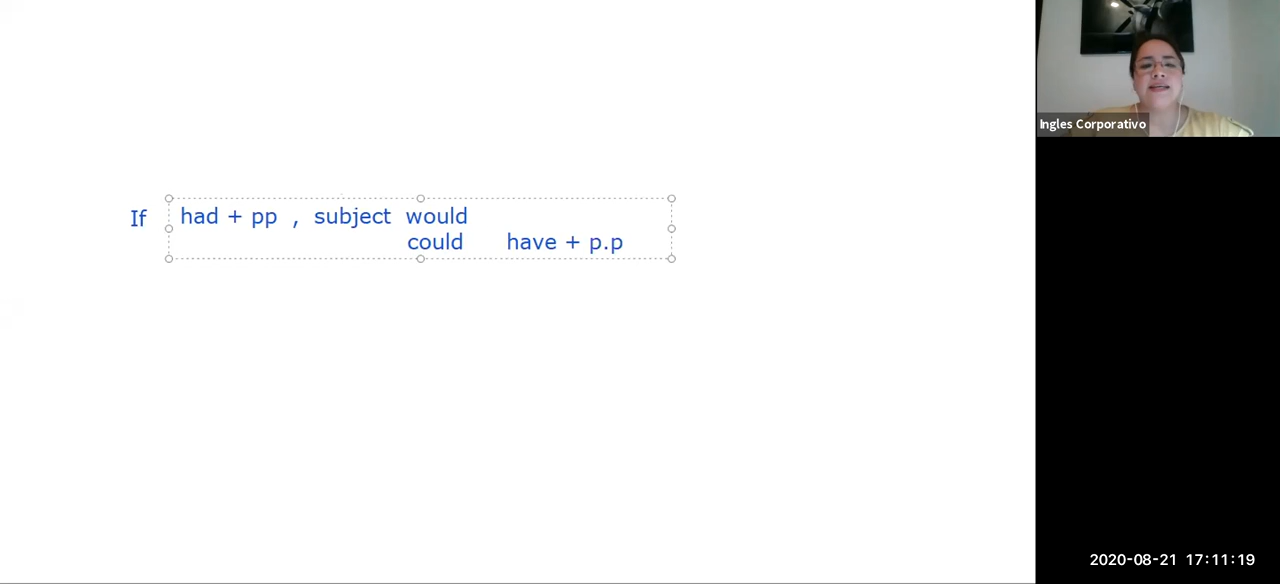 If had + pp , subject would
could have + p.p
Ingles Corporativo
2020-08-21 17:11:19